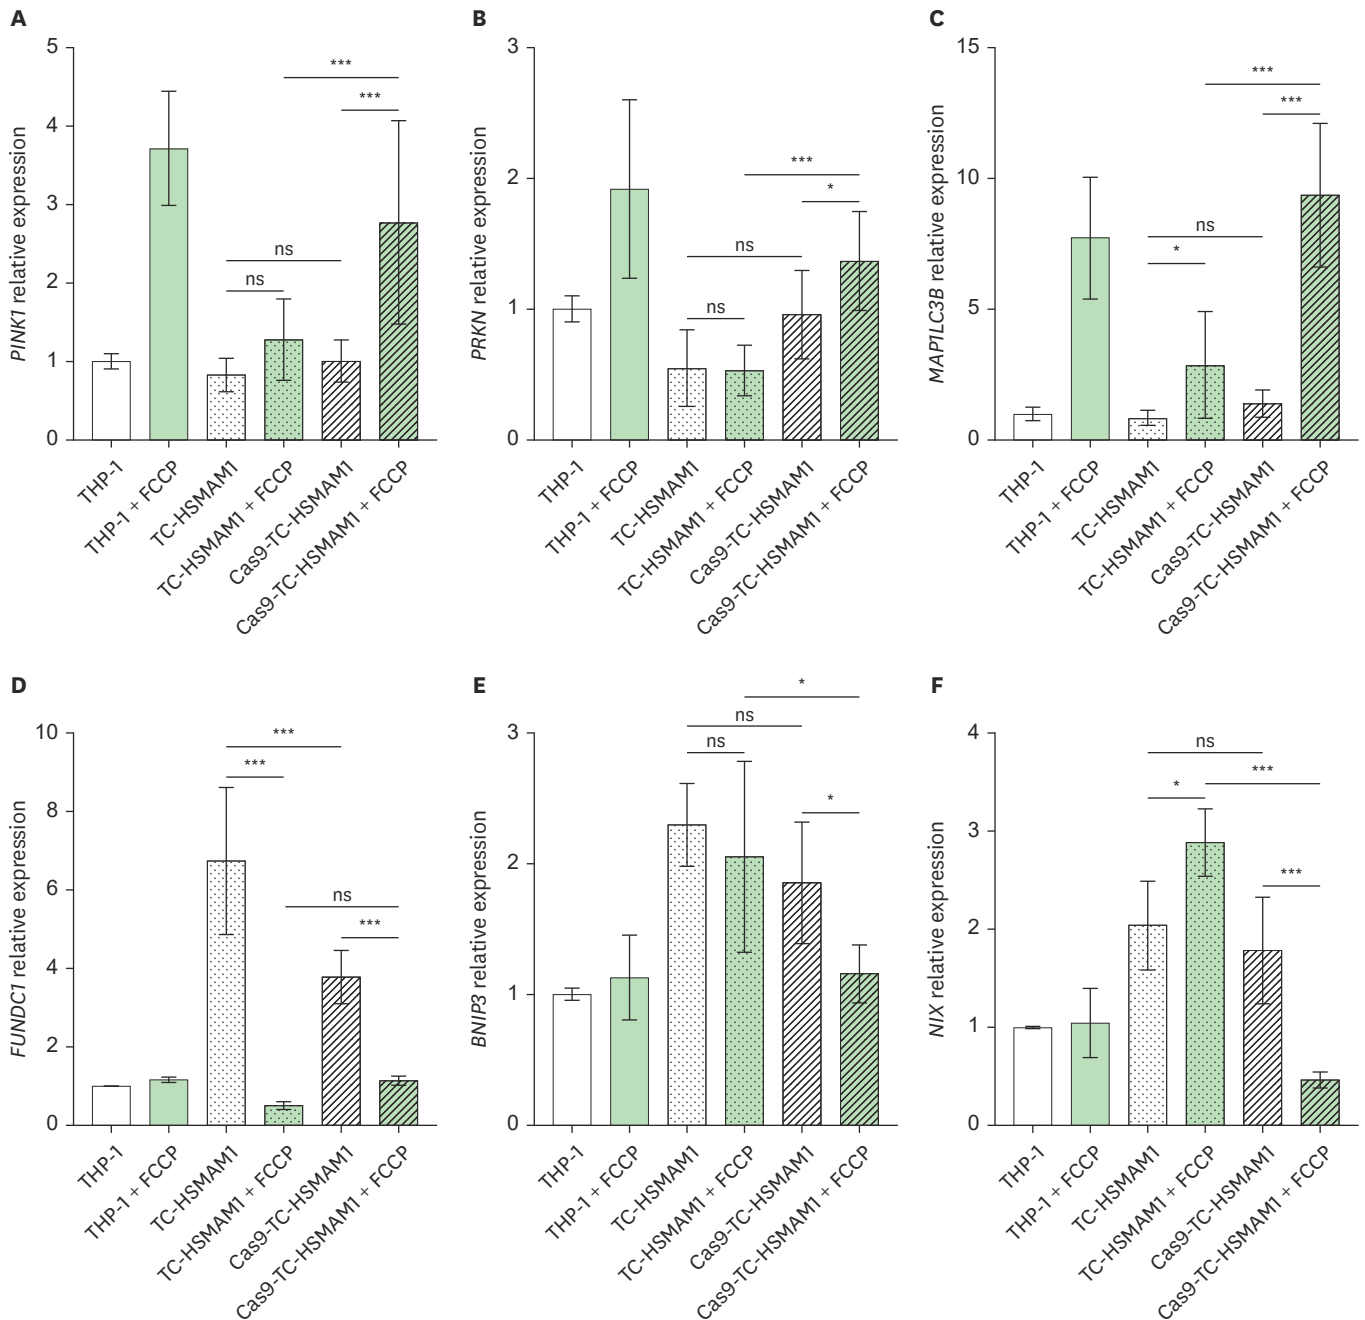 A
PINK1 relative expression
5
4
3
2
1
0
***
***
ns
ns
THP-1
THP-1 + FCCP
TC-HSMAM1
TC-HSMAM1 + FCCP
Cas9-TC-HSMAM1
Cas9-TC-HSMAM1 + FCCP
B
PRKN relative expression
3
2
1
0
***
*
ns
ns
THP-1
THP-1 + FCCP
TC-HSMAM1
TC-HSMAM1 + FCCP
Cas9-TC-HSMAM1
Cas9-TC-HSMAM1 + FCCP
C
MAP1LC3B relative expression
15
10
5
0
***
***
ns
*
THP-1
THP-1 + FCCP
TC-HSMAM1
TC-HSMAM1 + FCCP
Cas9-TC-HSMAM1
Cas9-TC-HSMAM1 + FCCP
D
FUNDC1 relative expression
10
8
6
4
2
0
***
***
ns
***
THP-1
THP-1 + FCCP
TC-HSMAM1
TC-HSMAM1 + FCCP
Cas9-TC-HSMAM1
Cas9-TC-HSMAM1 + FCCP
E
BNIP3 relative expression
3
2
1
0
*
ns
ns
*
THP-1
THP-1 + FCCP
TC-HSMAM1
TC-HSMAM1 + FCCP
Cas9-TC-HSMAM1
Cas9-TC-HSMAM1 + FCCP
F
NIX relative expression
4
3
2
1
0
ns
***
*
***
THP-1
THP-1 + FCCP
TC-HSMAM1
TC-HSMAM1 + FCCP
Cas9-TC-HSMAM1
Cas9-TC-HSMAM1 + FCCP